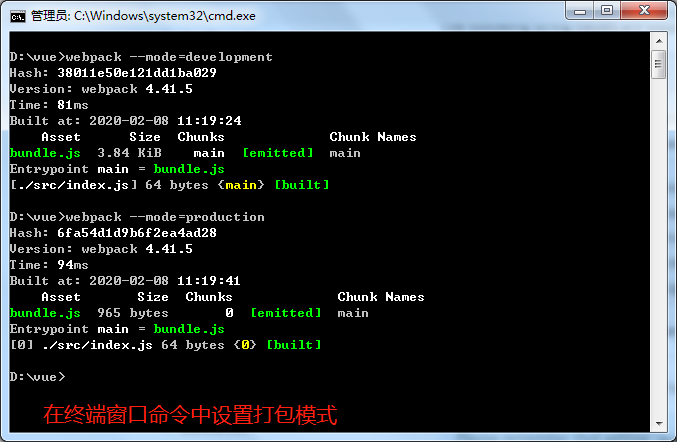 管理员: C:\Windows\system32\cmd.exe
D:\vue>webpack --mode=development
Hash: 38011e50e121dd1ba029
Version: webpack 4.41.5
Time: 81ms
Built at: 2020-02-08 11:19:24
Asset Size Chunks Chunk Names
bundle.js 3.84 KiB main [emitted] main
Entrypoint main = bundle.js
[./src/index.js] 64 bytes {main} [built]
D:\vue>webpack --mode=production
Hash: 6fa54d1d9b6f2ea4ad28
Version: webpack 4.41.5
Time: 94ms
Built at: 2020-02-08 11:19:41
Asset Size Chunks Chunk Names
bundle.js 965 bytes 0 [emitted] main
Entrypoint main = bundle.js
[0] ./src/index.js 64 bytes {0} [built]
D:\vue>
在终端窗口命令中设置打包模式